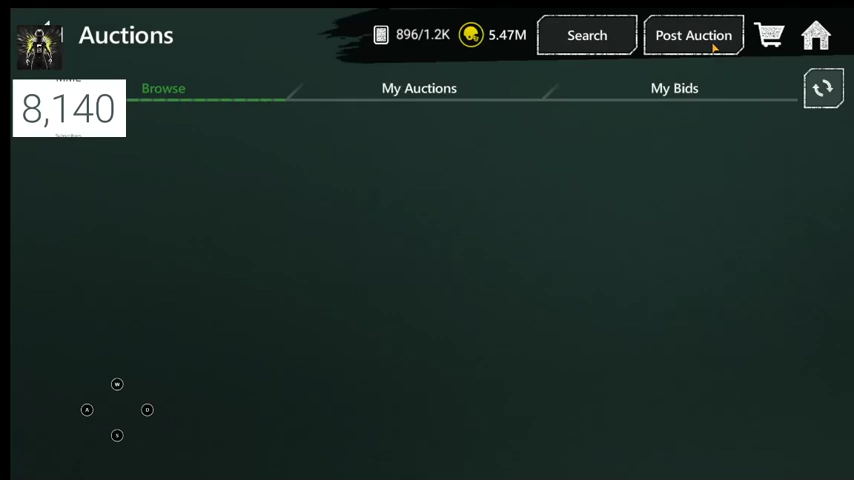 Auctions
896/1.2K
5.47M
Search
Post Auction
8,140
Browse
My Auctions
My Bids
W
A
D
S